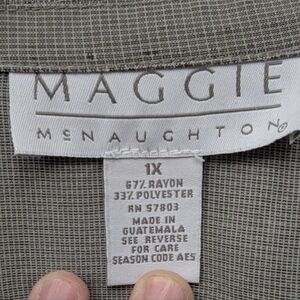 MAGGIE
McNAUGHTON®
1X
67% RAYON
33% POLYESTER
RN 57803
MADE IN
GUATEMALA
SEE REVERSE
FOR CARE
SEASON CODE AES